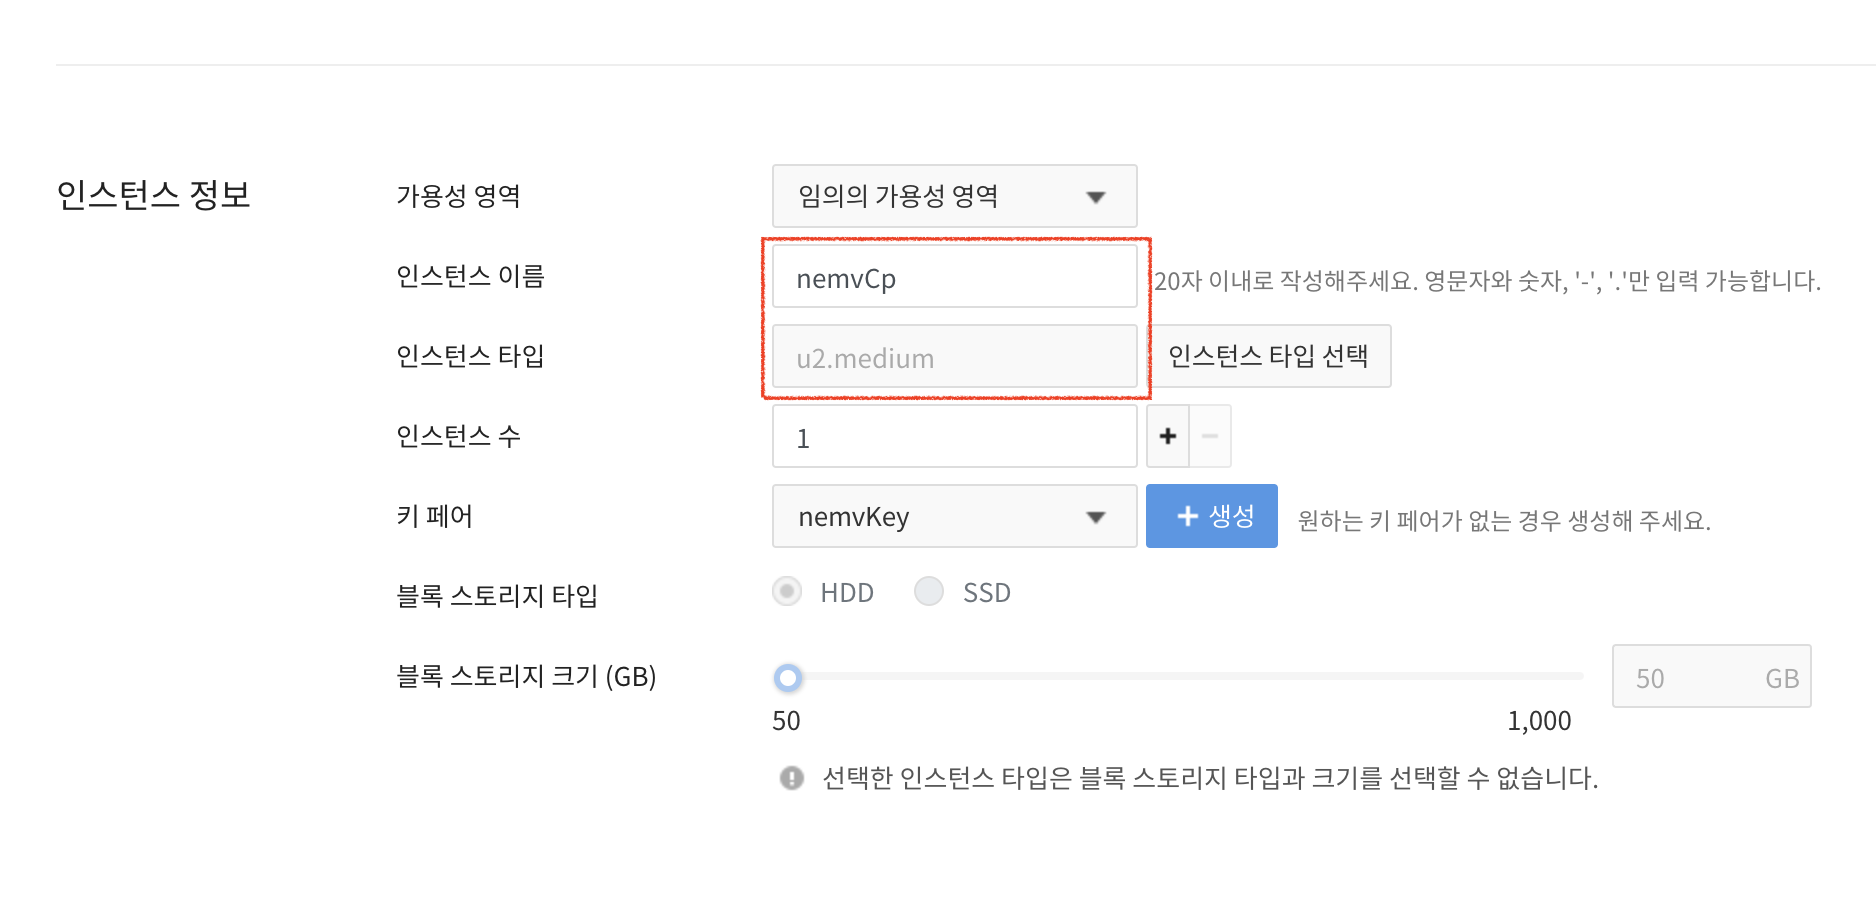 인스턴스 정보
가용성 영역
임의의 가용성 영역
인스턴스 이름
nemvCp
20자 이내로 작성해주세요. 영문자와 숫자, '-', '.'만 입력 가능합니다.
인스턴스 타입
u2.medium
인스턴스 타입 선택
인스턴스 수
1
+ −
키 페어
nemvKey
+ 생성
원하는 키 페어가 없는 경우 생성해 주세요.
블록 스토리지 타입
HDD
SSD
블록 스토리지 크기 (GB)
50 GB
50
1,000
선택한 인스턴스 타입은 블록 스토리지 타입과 크기를 선택할 수 없습니다.